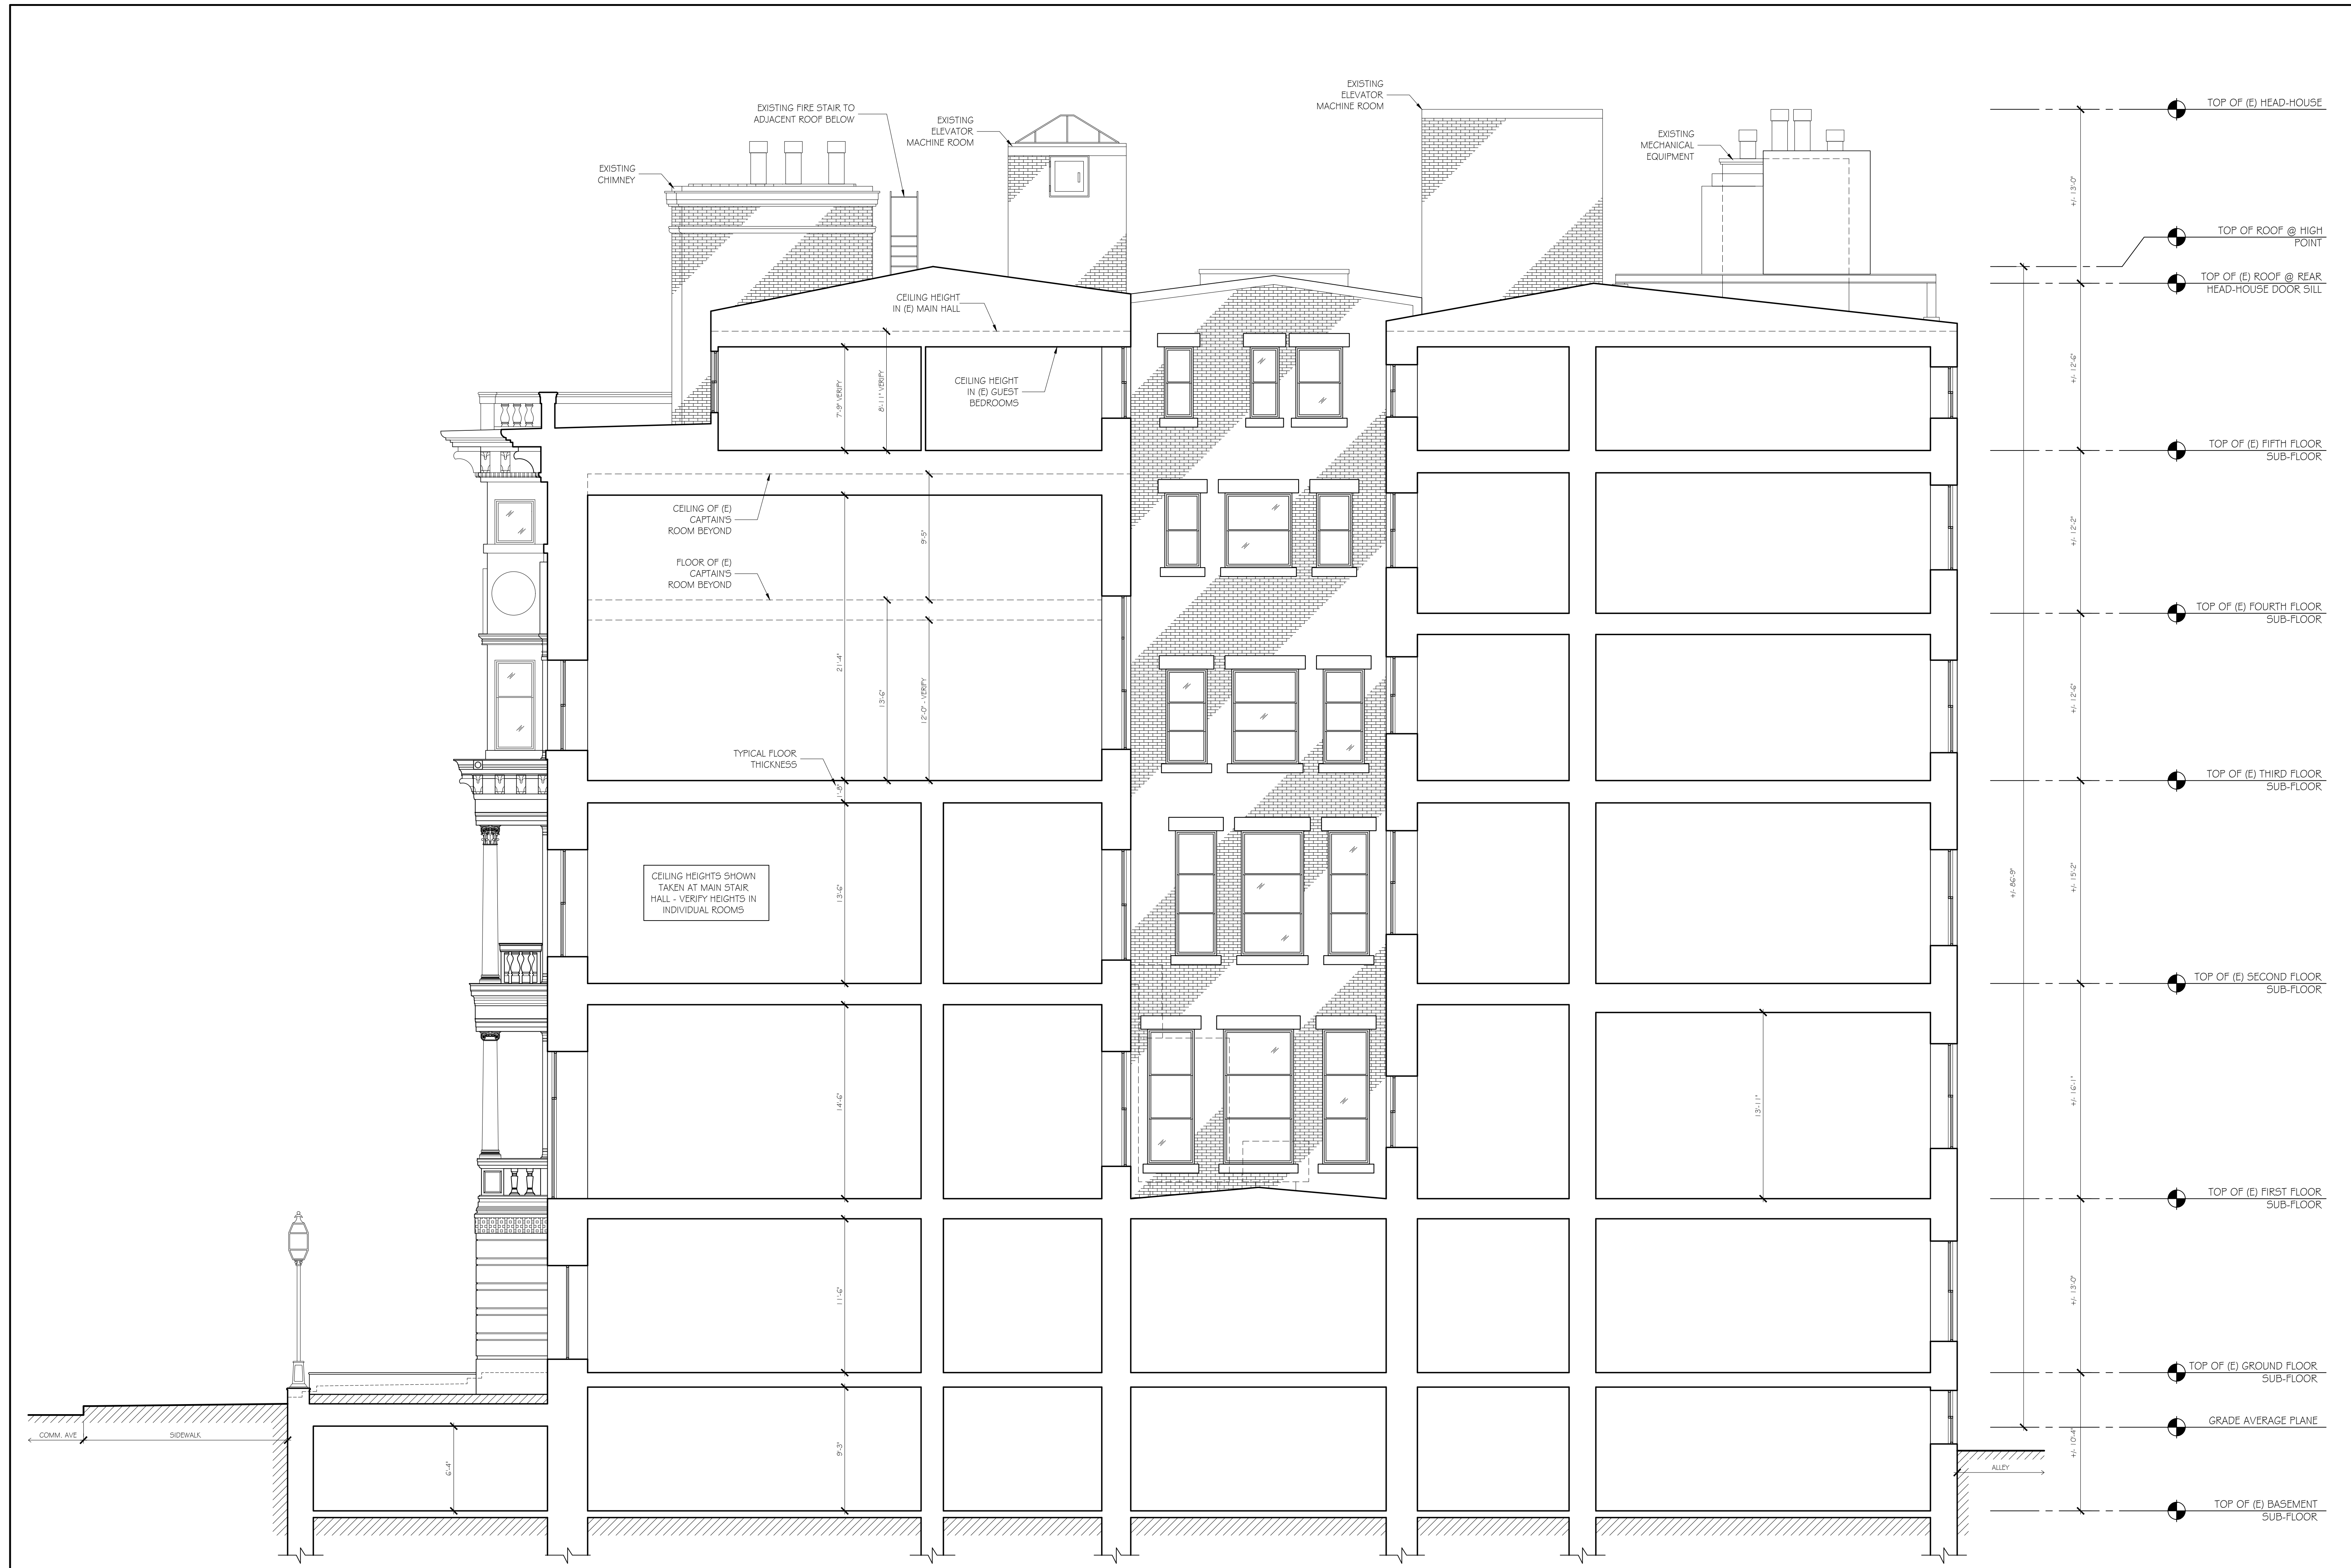 EXISTING
ELEVATOR
MACHINE ROOM
TOP OF (E) HEAD-HOUSE
EXISTING FIRE STAIR TO
ADJACENT ROOF BELOW
EXISTING
ELEVATOR
MACHINE ROOM
EXISTING
MECHANICAL
EQUIPMENT
EXISTING
CHIMNEY
+/- 13'-0"
TOP OF ROOF @ HIGH
POINT
TOP OF (E) ROOF @ REAR
HEAD-HOUSE DOOR SILL
CEILING HEIGHT
IN (E) MAIN HALL
7'-9" VERIFY
8'-11" VERIFY
CEILING HEIGHT
IN (E) GUEST
BEDROOMS
+/- 12'-6"
TOP OF (E) FIFTH FLOOR
SUB-FLOOR
CEILING OF (E)
CAPTAIN'S
ROOM BEYOND
9'-5"
+/- 12'-2"
FLOOR OF (E)
CAPTAIN'S
ROOM BEYOND
TOP OF (E) FOURTH FLOOR
SUB-FLOOR
21'-4"
13'-6"
12'-0" - VERIFY
+/- 12'-6"
TYPICAL FLOOR
THICKNESS
1'-8"
TOP OF (E) THIRD FLOOR
SUB-FLOOR
CEILING HEIGHTS SHOWN
TAKEN AT MAIN STAIR
HALL - VERIFY HEIGHTS IN
INDIVIDUAL ROOMS
13'-6"
+/- 86'-9"
+/- 15'-2"
TOP OF (E) SECOND FLOOR
SUB-FLOOR
14'-6"
13'-11"
+/- 16'-1"
TOP OF (E) FIRST FLOOR
SUB-FLOOR
11'-6"
+/- 13'-0"
TOP OF (E) GROUND FLOOR
SUB-FLOOR
GRADE AVERAGE PLANE
COMM. AVE
SIDEWALK
6'-4"
9'-3"
+/- 10'-4"
ALLEY
TOP OF (E) BASEMENT
SUB-FLOOR